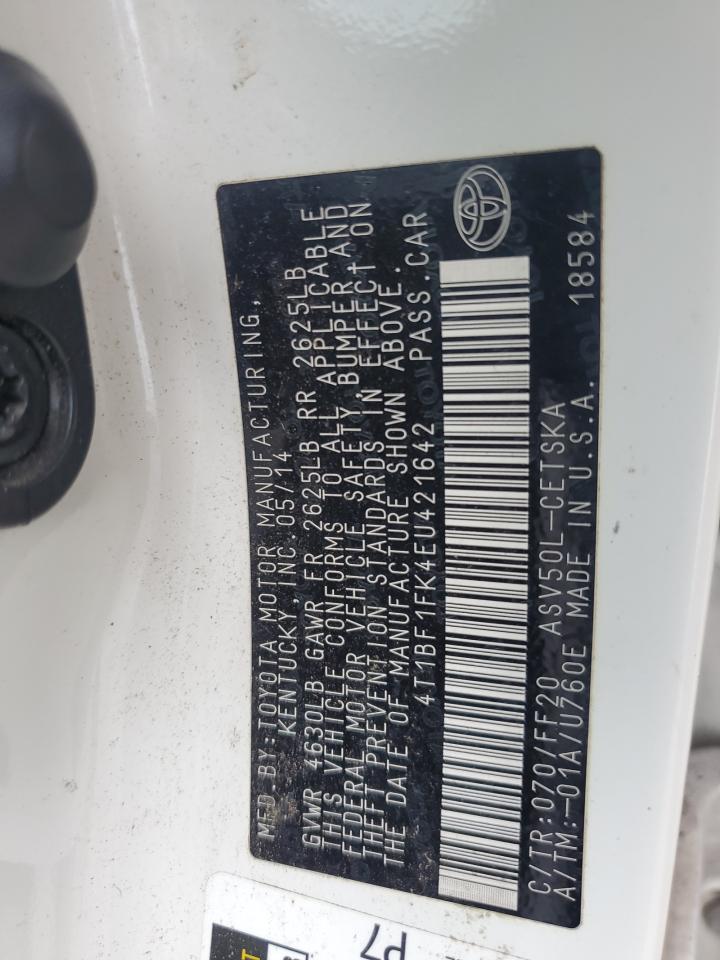 MFD.BY:TOYOTA MOTOR MANUFACTURING,
KENTUCKY, INC.05/14
GVWR 4630LB GAWR FR 2625LB RR 2625LB
THIS VEHICLE CONFORMS TO ALL APPLICABLE
FEDERAL MOTOR VEHICLE SAFETY,BUMPER,AND
THEFT PREVENTION STANDARDS IN EFFECT ON
THE DATE OF MANUFACTURE SHOWN ABOVE.
4T1BF1FK4EU421642 PASS.CAR
C/TR:070/FF20 ASV50L-CETSKA
A/TM:-01A/U760E MADE IN U.S.A. 18584
P7